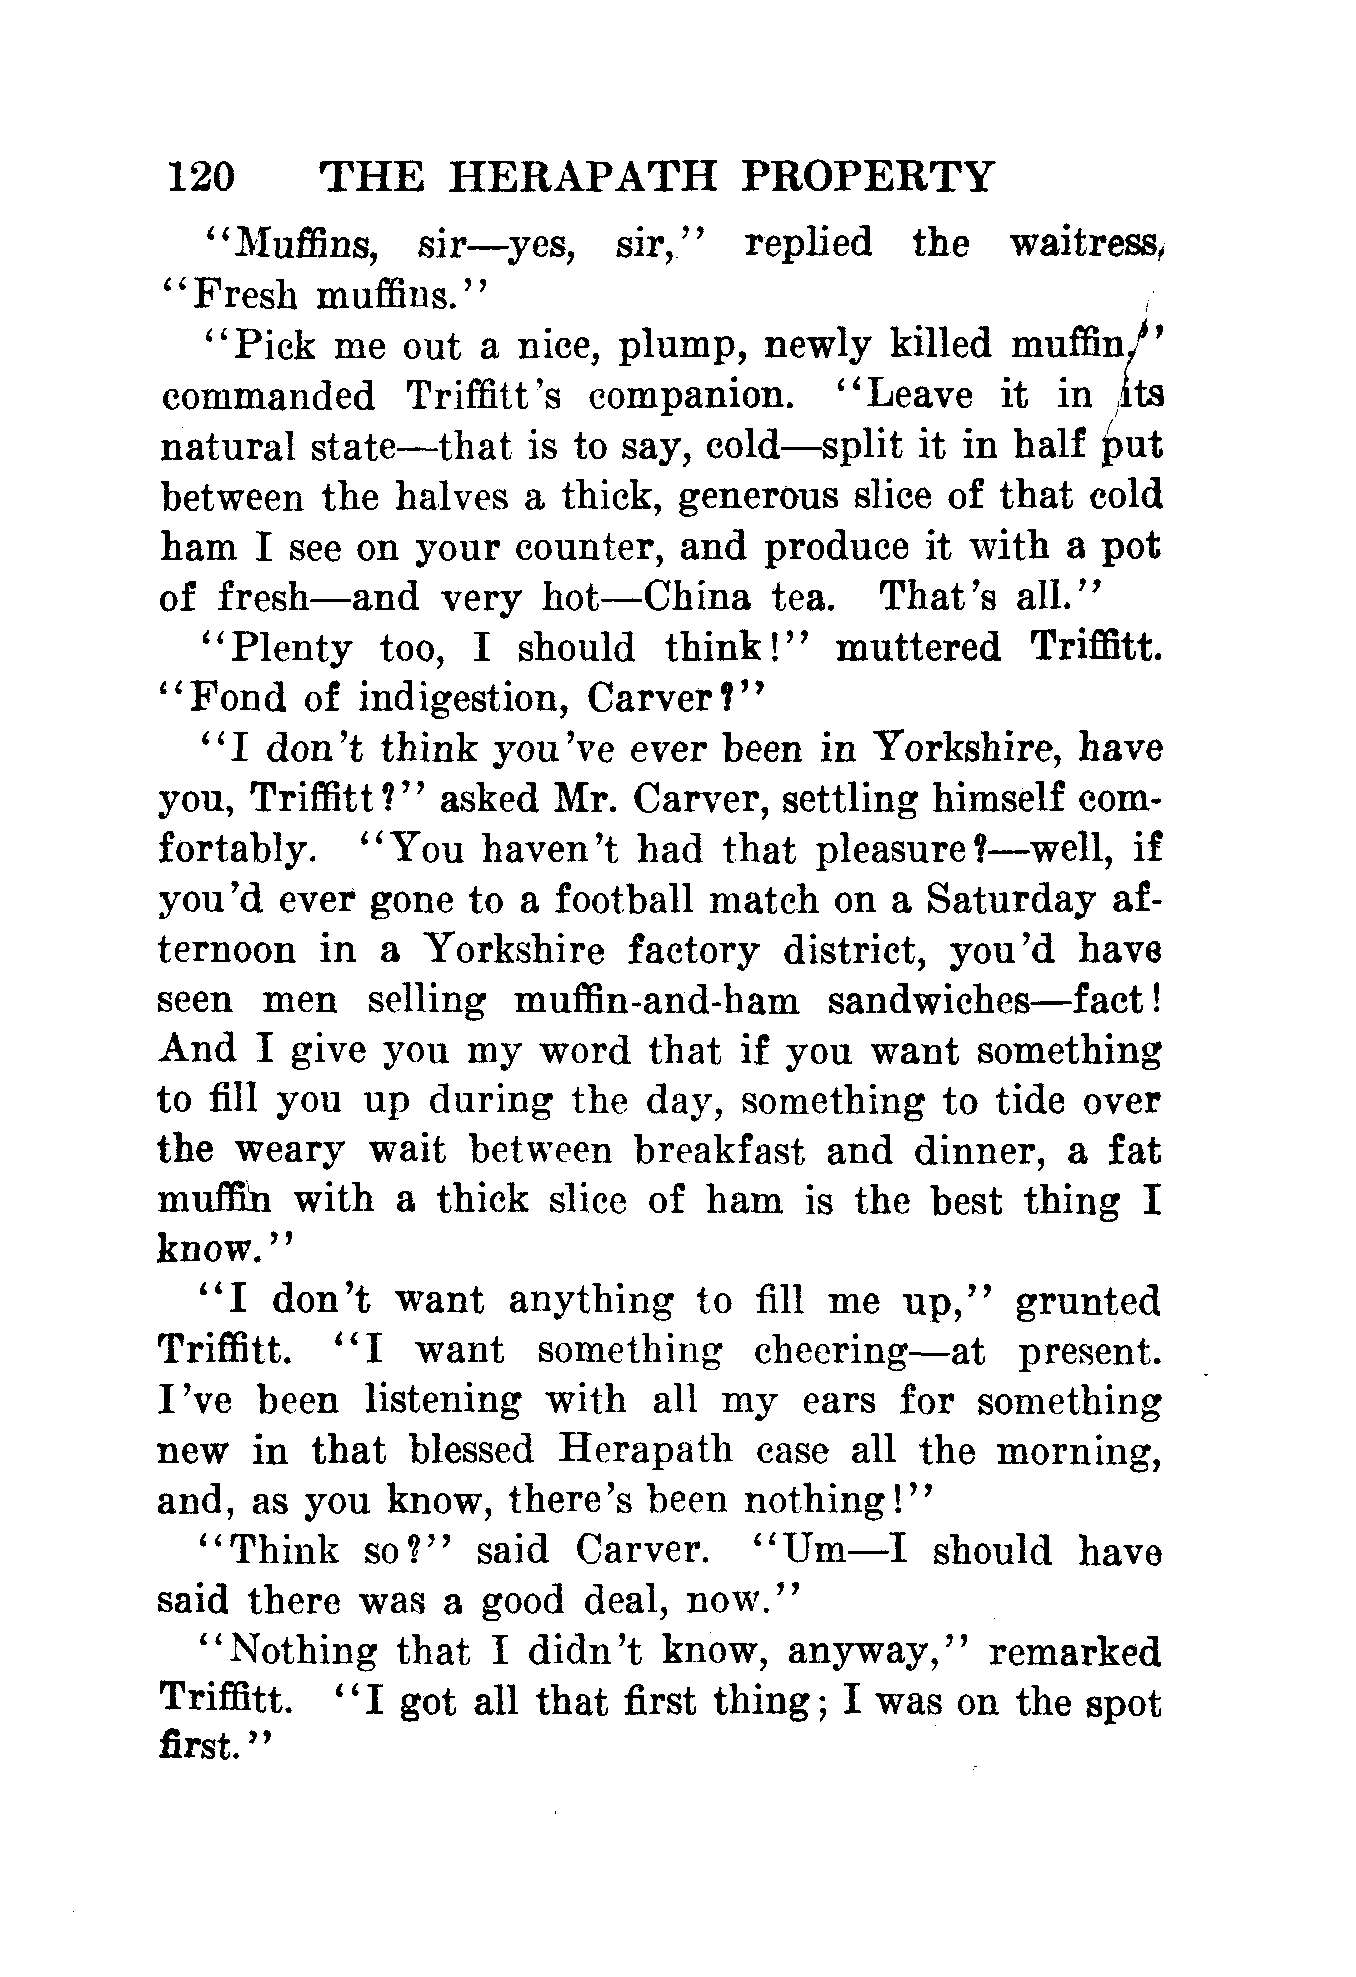 120 THE HERAPATH PROPERTY
"Muffins, sir—yes, sir," replied the waitress,
"Fresh muffins."
"Pick me out a nice, plump, newly killed muffin,"
commanded Triffitt's companion. "Leave it in its
natural state—that is to say, cold—split it in half put
between the halves a thick, generous slice of that cold
ham I see on your counter, and produce it with a pot
of fresh—and very hot—China tea. That's all."
"Plenty too, I should think!" muttered Triffitt.
"Fond of indigestion, Carver?"
"I don't think you've ever been in Yorkshire, have
you, Triffitt?" asked Mr. Carver, settling himself com-
fortably. "You haven't had that pleasure?—well, if
you'd ever gone to a football match on a Saturday af-
ternoon in a Yorkshire factory district, you'd have
seen men selling muffin-and-ham sandwiches—fact!
And I give you my word that if you want something
to fill you up during the day, something to tide over
the weary wait between breakfast and dinner, a fat
muffin with a thick slice of ham is the best thing I
know."
"I don't want anything to fill me up," grunted
Triffitt. "I want something cheering—at present.
I've been listening with all my ears for something
new in that blessed Herapath case all the morning,
and, as you know, there's been nothing!"
"Think so?" said Carver. "Um—I should have
said there was a good deal, now."
"Nothing that I didn't know, anyway," remarked
Triffitt. "I got all that first thing; I was on the spot
first."